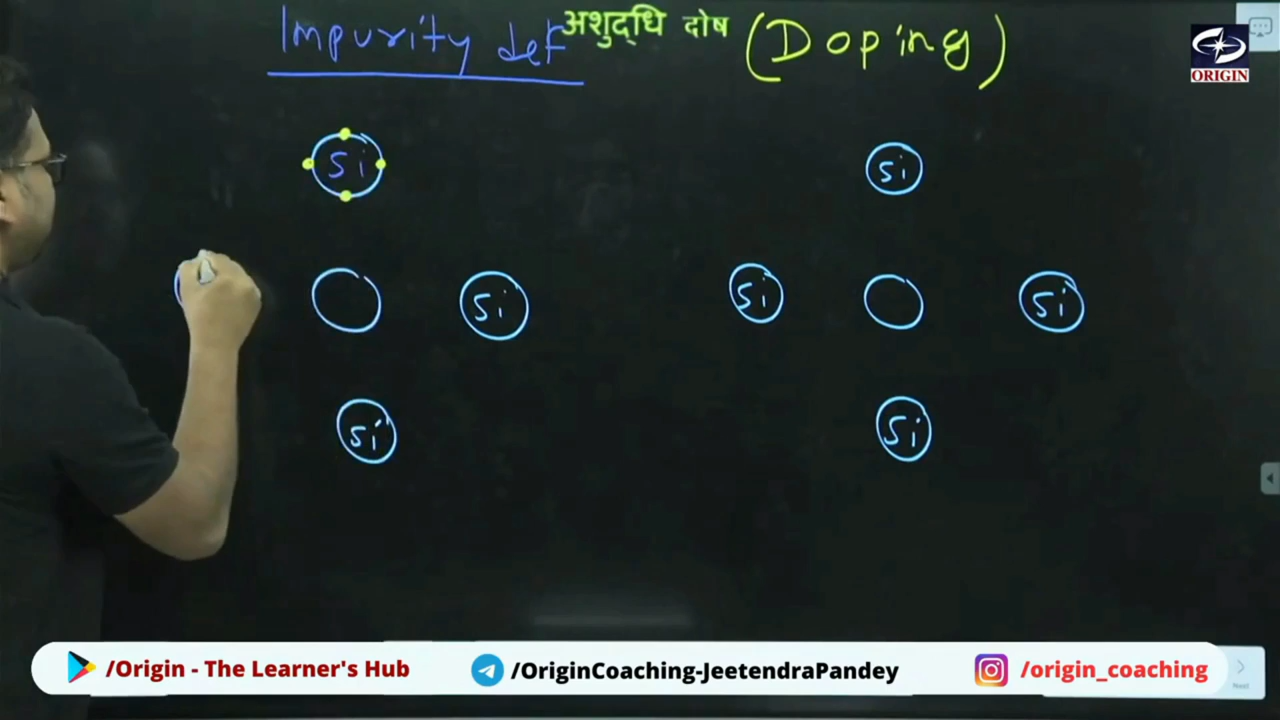 Impurity def अशुद्धि दोष (Doping)
ORIGIN
Si Si
Si Si Si
Si Si
/Origin - The Learner's Hub /OriginCoaching-JeetendraPandey /origin_coaching
Next